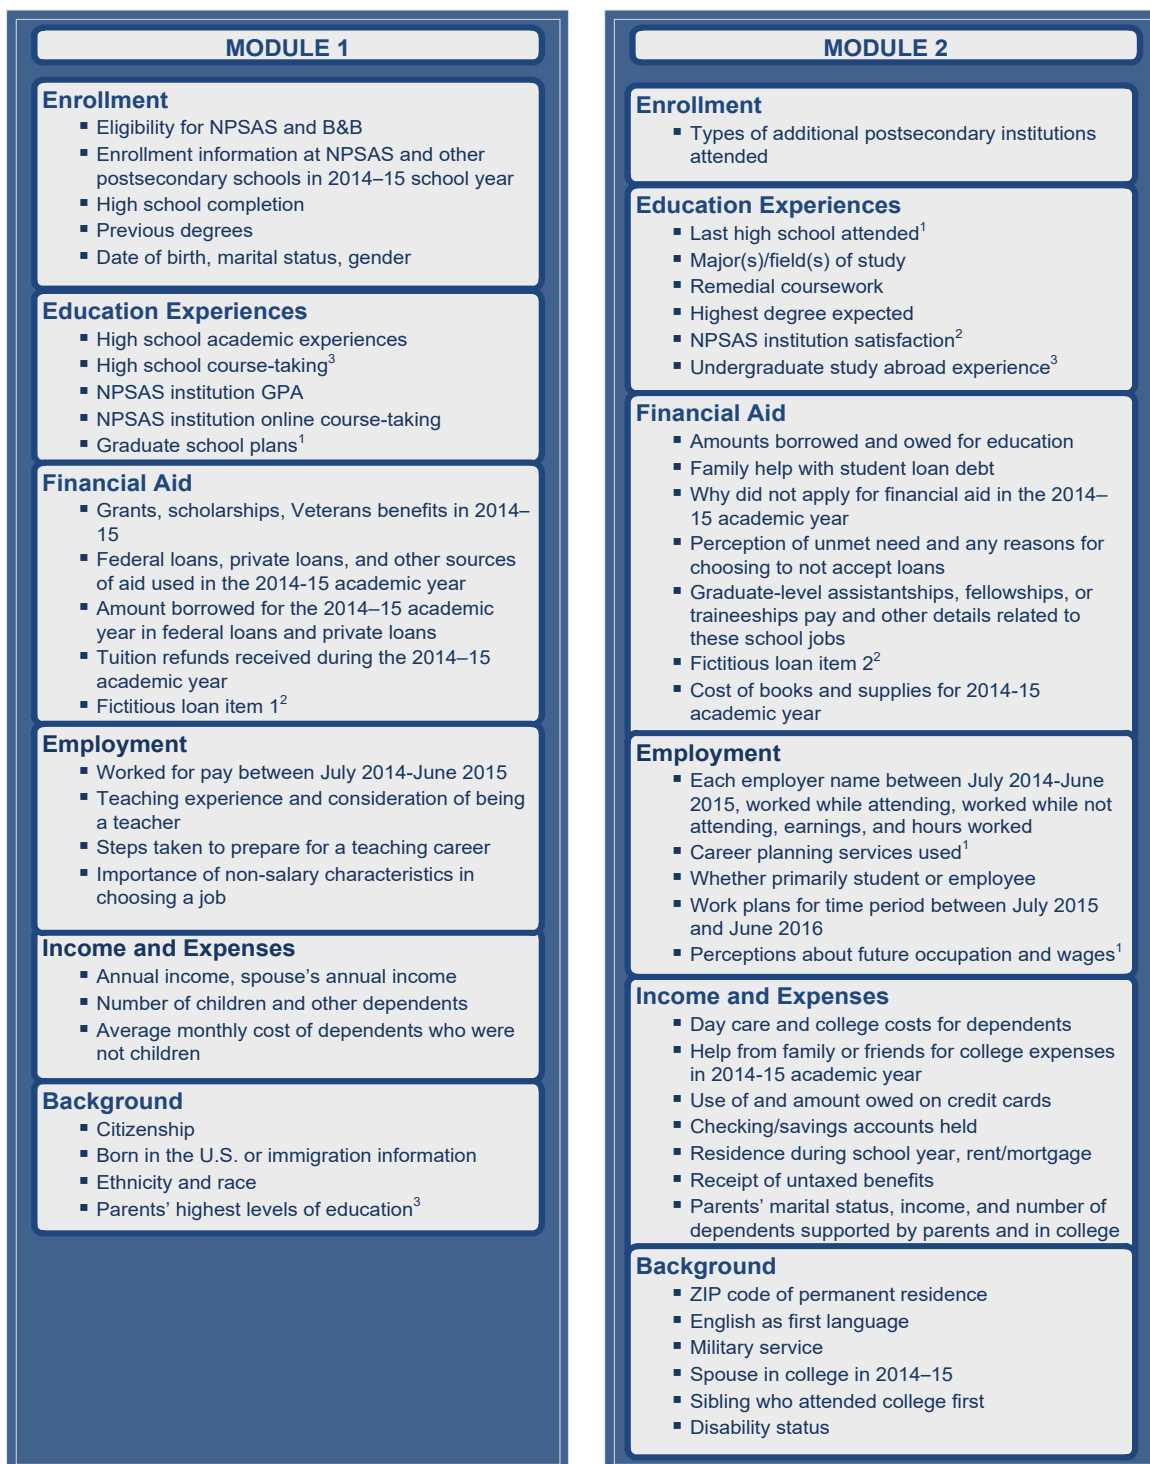 MODULE 1
Enrollment
▪ Eligibility for NPSAS and B&B
▪ Enrollment information at NPSAS and other
postsecondary schools in 2014–15 school year
▪ High school completion
▪ Previous degrees
▪ Date of birth, marital status, gender
Education Experiences
▪ High school academic experiences
▪ High school course-taking³
▪ NPSAS institution GPA
▪ NPSAS institution online course-taking
▪ Graduate school plans¹
Financial Aid
▪ Grants, scholarships, Veterans benefits in 2014–
15
▪ Federal loans, private loans, and other sources
of aid used in the 2014-15 academic year
▪ Amount borrowed for the 2014–15 academic
year in federal loans and private loans
▪ Tuition refunds received during the 2014–15
academic year
▪ Fictitious loan item 1²
Employment
▪ Worked for pay between July 2014-June 2015
▪ Teaching experience and consideration of being
a teacher
▪ Steps taken to prepare for a teaching career
▪ Importance of non-salary characteristics in
choosing a job
Income and Expenses
▪ Annual income, spouse’s annual income
▪ Number of children and other dependents
▪ Average monthly cost of dependents who were
not children
Background
▪ Citizenship
▪ Born in the U.S. or immigration information
▪ Ethnicity and race
▪ Parents’ highest levels of education³
MODULE 2
Enrollment
▪ Types of additional postsecondary institutions
attended
Education Experiences
▪ Last high school attended¹
▪ Major(s)/field(s) of study
▪ Remedial coursework
▪ Highest degree expected
▪ NPSAS institution satisfaction²
▪ Undergraduate study abroad experience³
Financial Aid
▪ Amounts borrowed and owed for education
▪ Family help with student loan debt
▪ Why did not apply for financial aid in the 2014–
15 academic year
▪ Perception of unmet need and any reasons for
choosing to not accept loans
▪ Graduate-level assistantships, fellowships, or
traineeships pay and other details related to
these school jobs
▪ Fictitious loan item 2²
▪ Cost of books and supplies for 2014-15
academic year
Employment
▪ Each employer name between July 2014-June
2015, worked while attending, worked while not
attending, earnings, and hours worked
▪ Career planning services used¹
▪ Whether primarily student or employee
▪ Work plans for time period between July 2015
and June 2016
▪ Perceptions about future occupation and wages¹
Income and Expenses
▪ Day care and college costs for dependents
▪ Help from family or friends for college expenses
in 2014-15 academic year
▪ Use of and amount owed on credit cards
▪ Checking/savings accounts held
▪ Residence during school year, rent/mortgage
▪ Receipt of untaxed benefits
▪ Parents’ marital status, income, and number of
dependents supported by parents and in college
Background
▪ ZIP code of permanent residence
▪ English as first language
▪ Military service
▪ Spouse in college in 2014–15
▪ Sibling who attended college first
▪ Disability status